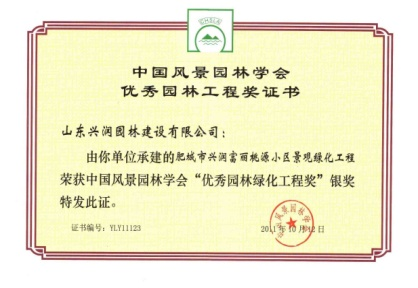 CHSLA
中国风景园林学会
优秀园林工程奖证书
山东兴润园林建设有限公司：
由你单位承建的肥城市兴润富丽桃源小区景观绿化工程
荣获中国风景园林学会“优秀园林绿化工程奖”银奖
特发此证。
证书编号：YLY11123
2011年10月12日